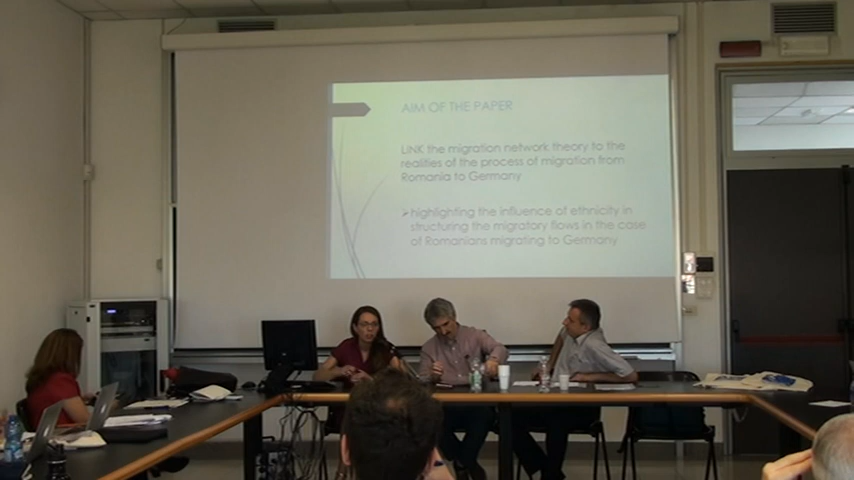 AIM OF THE PAPER
LINK the migration network theory to the
realities of the process of migration from
Romania to Germany
➢highlighting the influence of ethnicity in
structuring the migratory flows in the case
of Romanians migrating to Germany